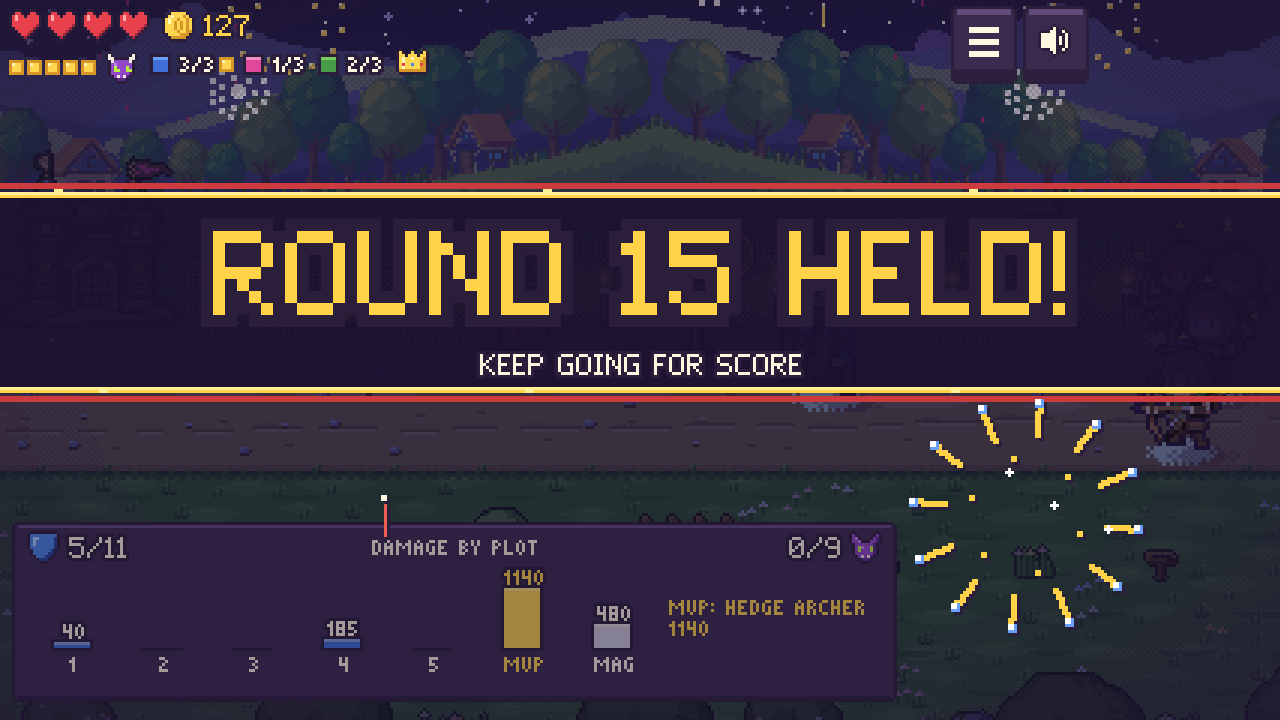 127
3/3 1/3 2/3
ROUND 15 HELD!
KEEP GOING FOR SCORE
5/11 DAMAGE BY PLOT 0/9
1140
40 185 480
MVP: HEDGE ARCHER
1140
1 2 3 4 5 MVP MAG